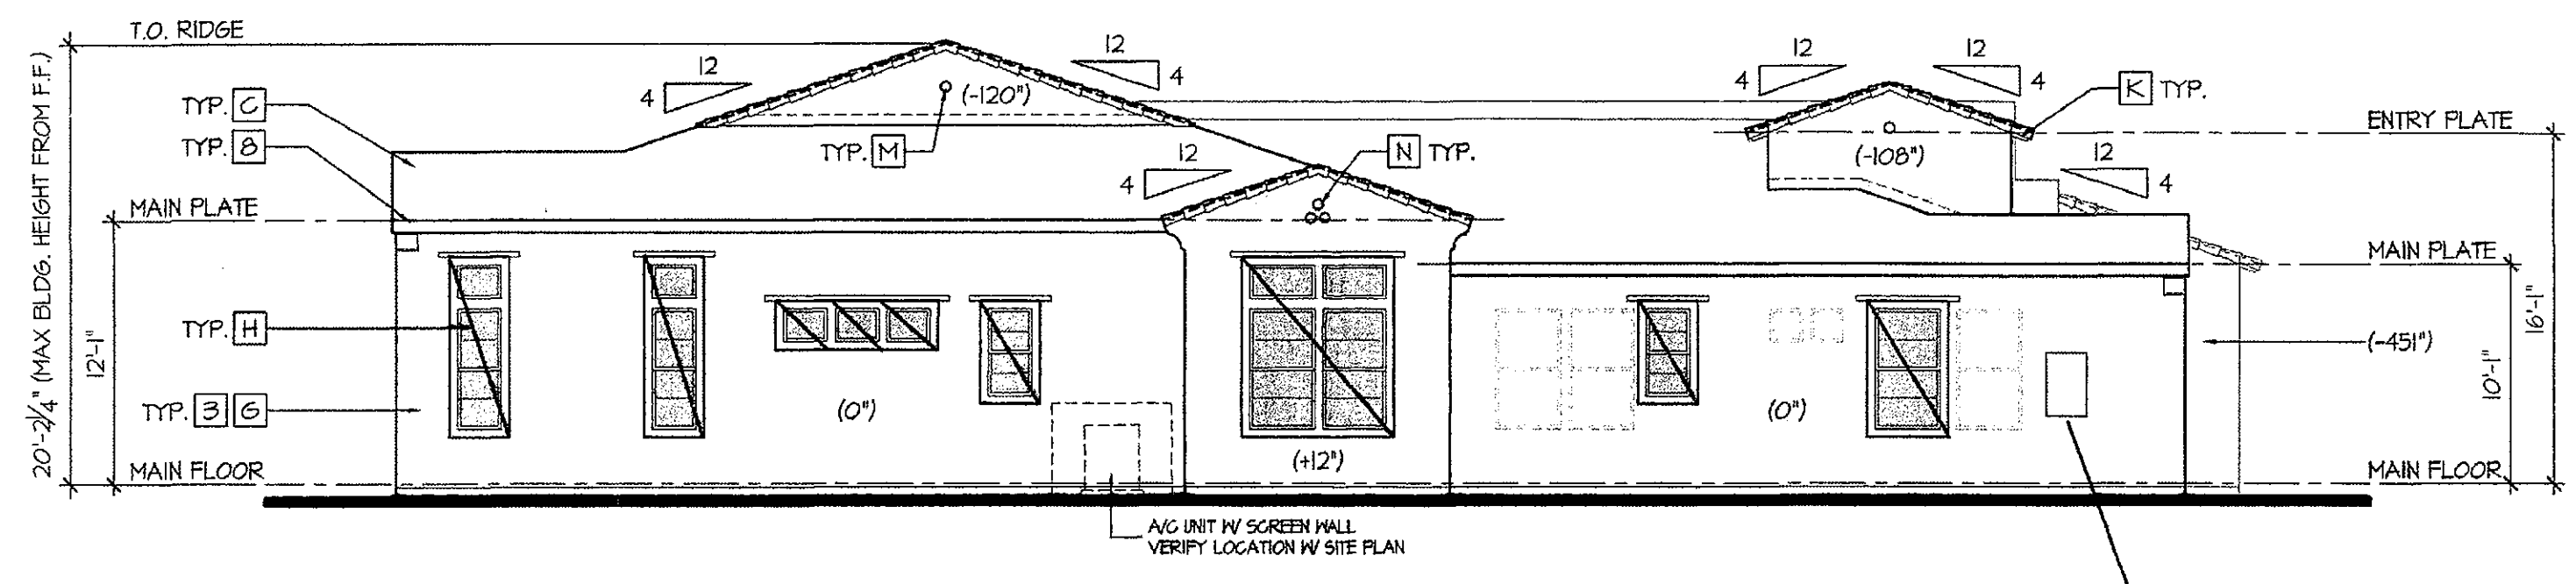 T.O. RIDGE
20'-2 1/4" (MAX BLDG. HEIGHT FROM F.F.)
12'-1"
TYP. C
TYP. 8
MAIN PLATE
TYP. H
TYP. 3 G
MAIN FLOOR
12
4
12
4
(-120")
TYP. M
12
4
N TYP.
12
4
12
4
K TYP.
(-108")
12
4
ENTRY PLATE
MAIN PLATE
16'-1"
10'-1"
(-451")
(0")
(+12")
(0")
MAIN FLOOR
A/C UNIT W/ SCREEN WALL
VERIFY LOCATION W/ SITE PLAN